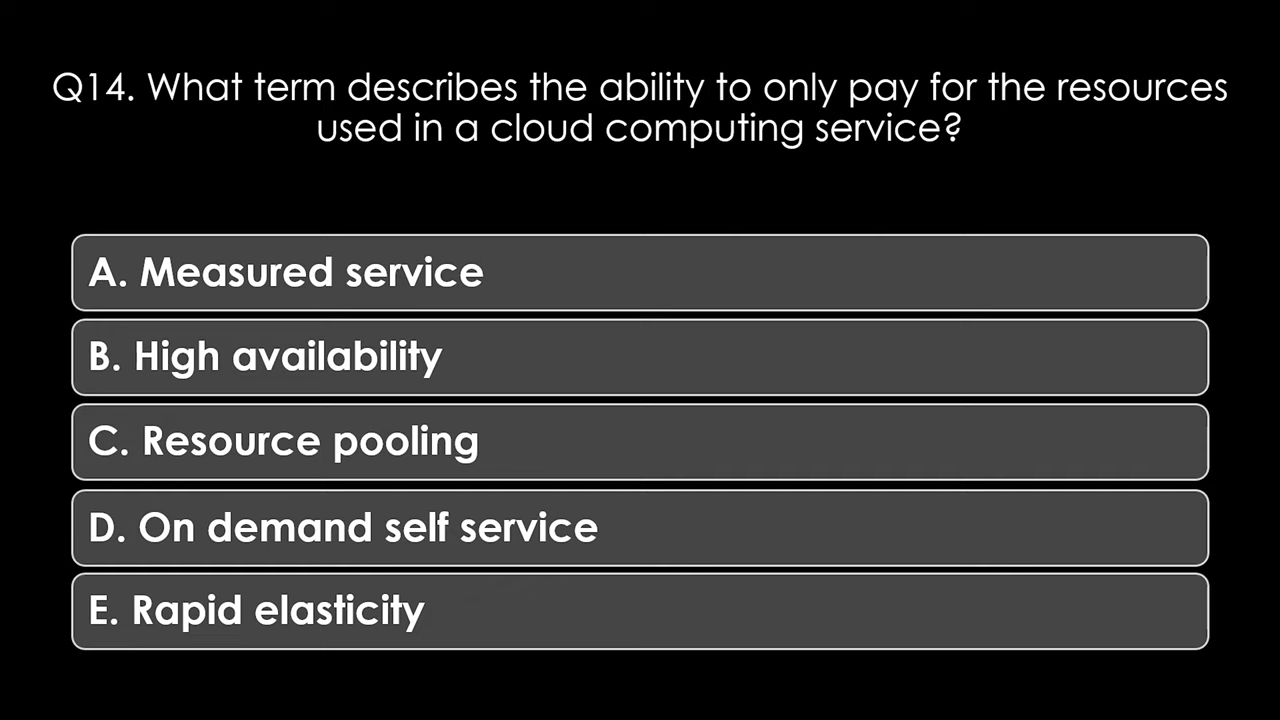 Q14. What term describes the ability to only pay for the resources
used in a cloud computing service?
A. Measured service
B. High availability
C. Resource pooling
D. On demand self service
E. Rapid elasticity